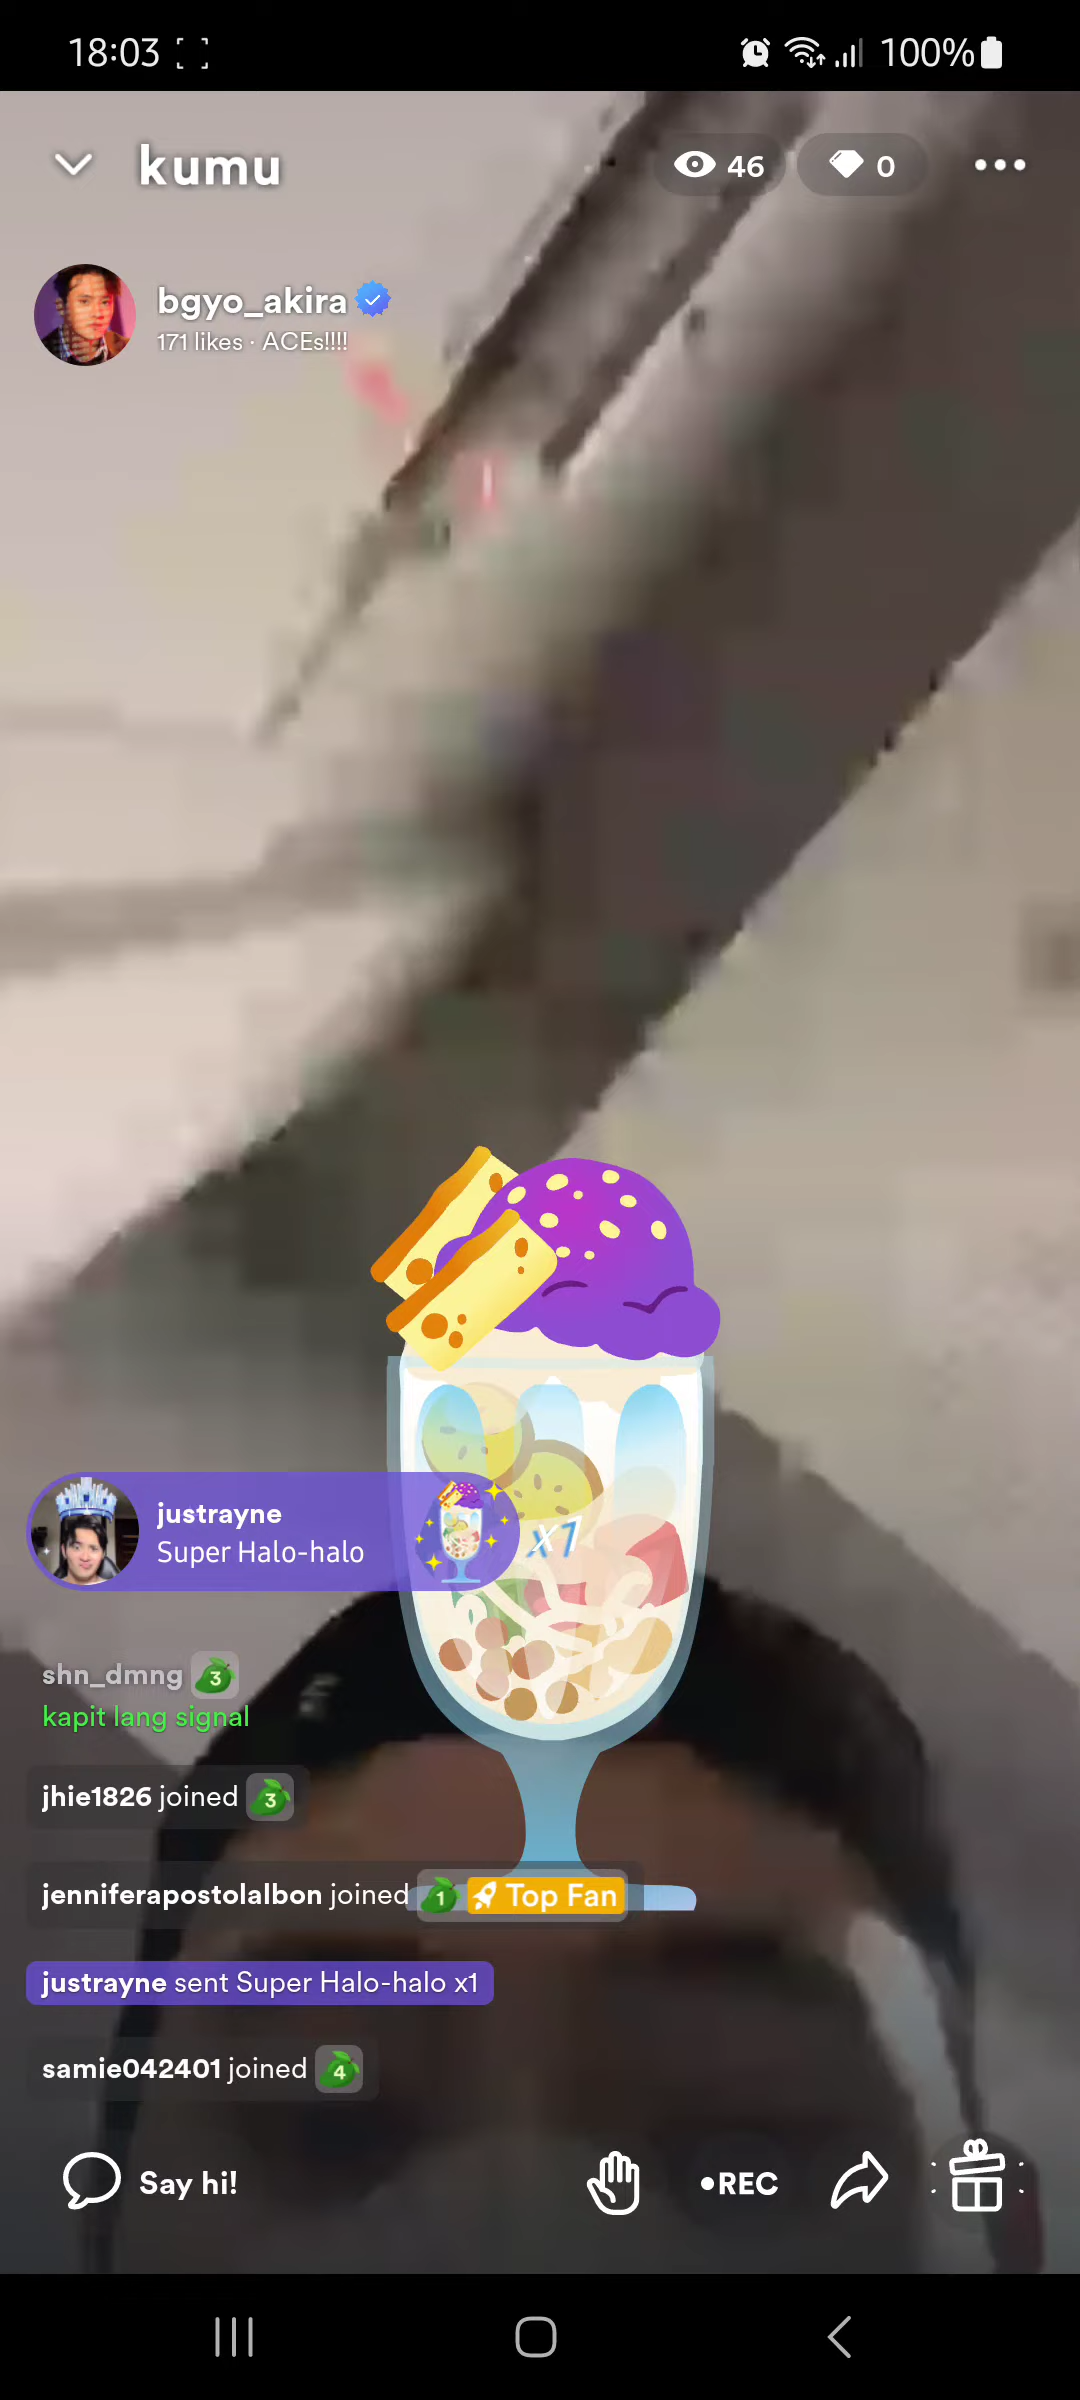 18:03 100%
kumu 46 0
bgyo_akira
171 likes · ACEs!!!!
justrayne
Super Halo-halo x1
shn_dmng 3
kapit lang signal
jhie1826 joined 3
jenniferapostolalbon joined 1 Top Fan
justrayne sent Super Halo-halo x1
samie042401 joined 4
Say hi! •REC